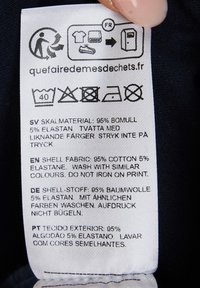 FR
quefairedemesdechets.fr
40
SV SKALMATERIAL: 95% BOMULL
5% ELASTAN. TVÄTTA MED
LIKNANDE FÄRGER. STRYK INTE PÅ
TRYCK
EN SHELL FABRIC: 95% COTTON 5%
ELASTANE. WASH WITH SIMILAR
COLOURS. DO NOT IRON ON PRINT.
DE SHELL-STOFF: 95% BAUMWOLLE
5% ELASTAN. MIT ÄHNLICHEN
FARBEN WASCHEN. AUFDRUCK
NICHT BÜGELN.
PT TECIDO EXTERIOR: 95%
ALGODÃO 5% ELASTANO. LAVAR
COM CORES SEMELHANTES.